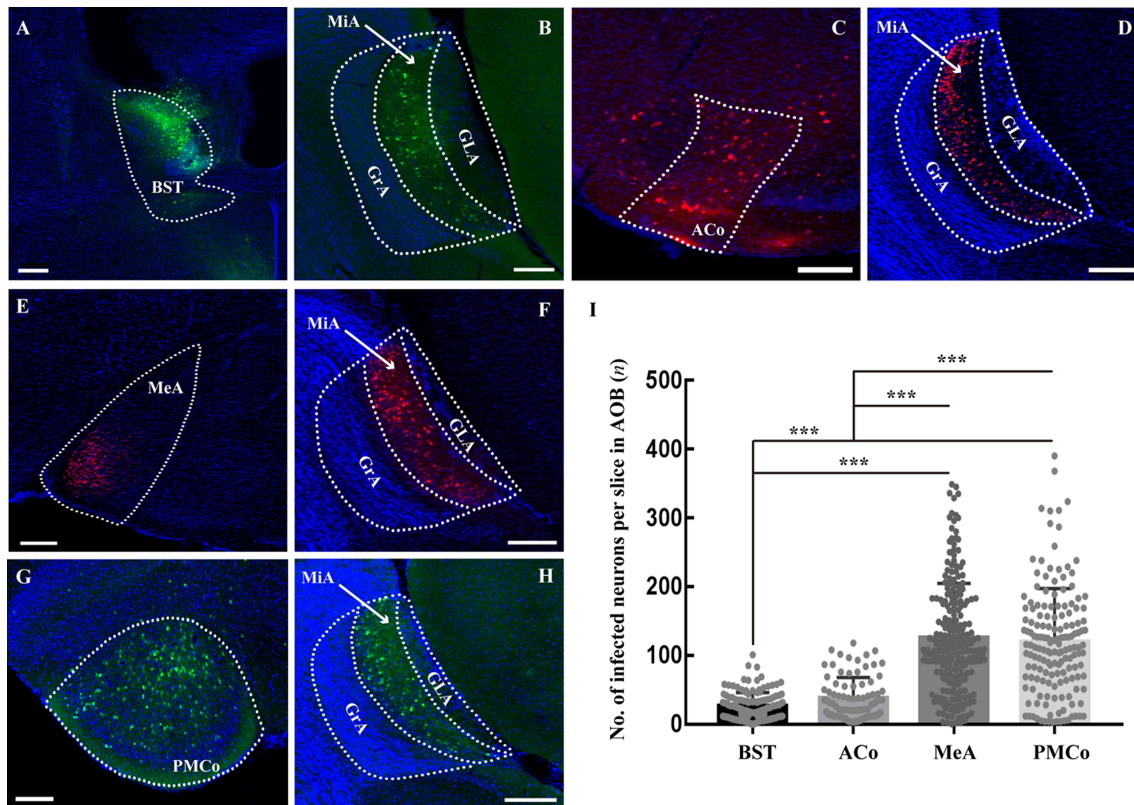 A
BST
B
MiA
GrA
GLA
C
ACo
D
MiA
GrA
GLA
E
MeA
F
MiA
GrA
GLA
G
PMCo
H
MiA
GrA
GLA
I
No. of infected neurons per slice in AOB (n)
500
400
300
200
100
0
***
***
***
***
BST ACo MeA PMCo